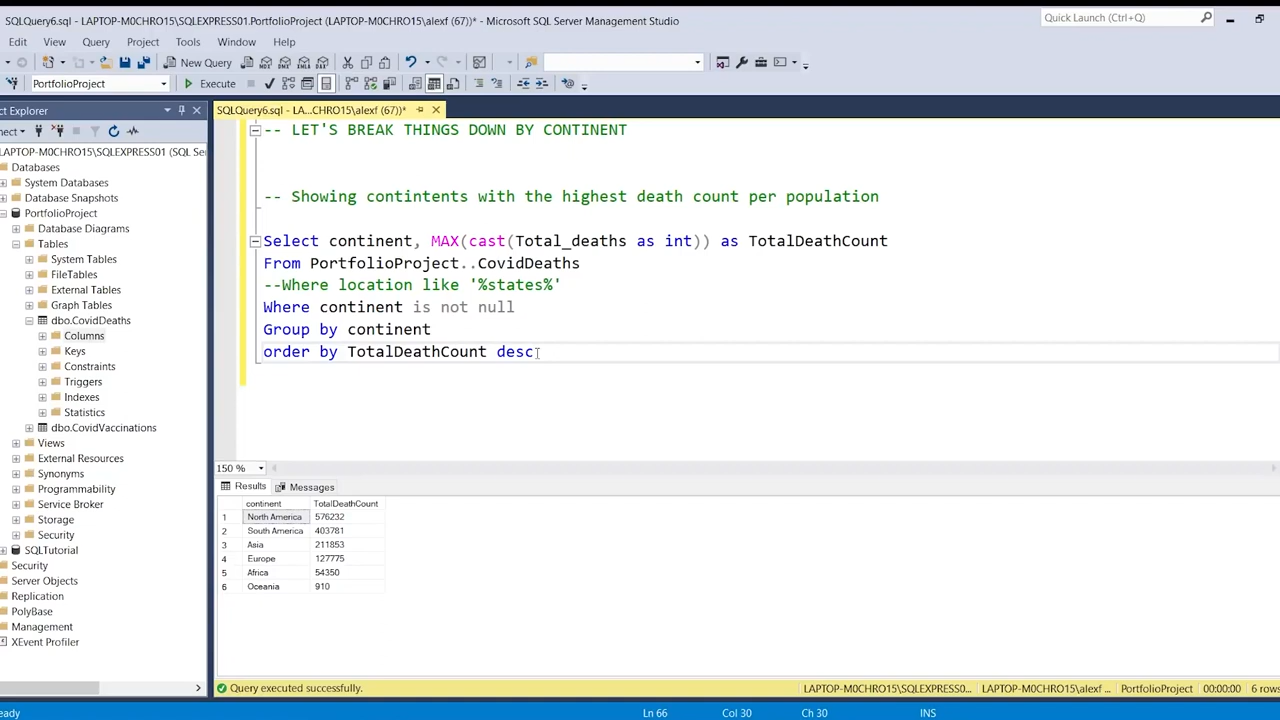 SQLQuery6.sql - LAPTOP-M0CHRO15\SQLEXPRESS01.PortfolioProject (LAPTOP-M0CHRO15\alexf (67))* - Microsoft SQL Server Management Studio
Quick Launch (Ctrl+Q)
Edit View Query Project Tools Window Help
New Query
MDX DMX XMLA DAX
PortfolioProject
Execute
ct Explorer
SQLQuery6.sql - LA...CHRO15\alexf (67))*
nect
LAPTOP-M0CHRO15\SQLEXPRESS01 (SQL Serv
Databases
System Databases
Database Snapshots
PortfolioProject
Database Diagrams
Tables
System Tables
FileTables
External Tables
Graph Tables
dbo.CovidDeaths
Columns
Keys
Constraints
Triggers
Indexes
Statistics
dbo.CovidVaccinations
Views
External Resources
Synonyms
Programmability
Service Broker
Storage
Security
SQLTutorial
Security
Server Objects
Replication
PolyBase
Management
XEvent Profiler
-- LET'S BREAK THINGS DOWN BY CONTINENT
-- Showing contintents with the highest death count per population
Select continent, MAX(cast(Total_deaths as int)) as TotalDeathCount
From PortfolioProject..CovidDeaths
--Where location like '%states%'
Where continent is not null
Group by continent
order by TotalDeathCount desc
150 %
Results Messages
continent TotalDeathCount
1 North America 576232
2 South America 403781
3 Asia 211853
4 Europe 127775
5 Africa 54350
6 Oceania 910
Query executed successfully.
LAPTOP-M0CHRO15\SQLEXPRESS0... LAPTOP-M0CHRO15\alexf ... PortfolioProject 00:00:00 6 rows
eady
Ln 66 Col 30 Ch 30 INS